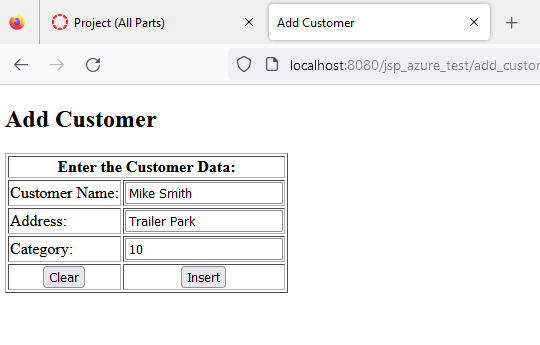 Project (All Parts)
Add Customer
localhost:8080/jsp_azure_test/add_custo
Add Customer
Enter the Customer Data:
Customer Name: Mike Smith
Address: Trailer Park
Category: 10
Clear Insert